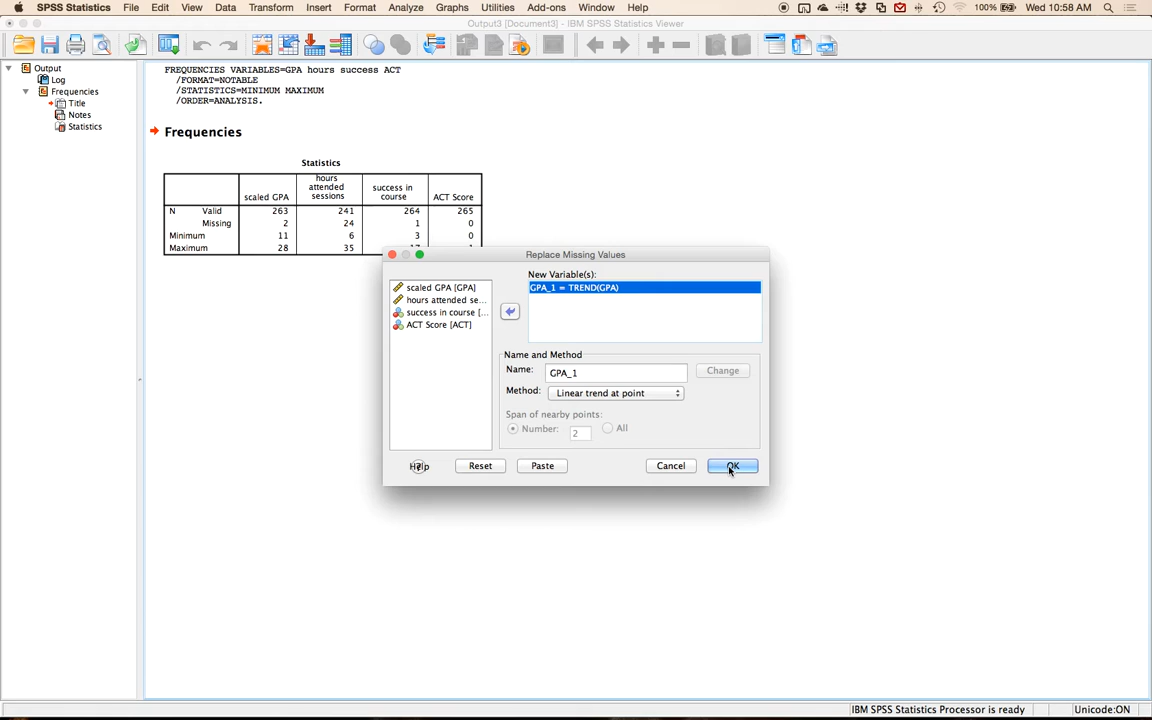 SPSS Statistics File Edit View Data Transform Insert Format Analyze Graphs Utilities Add-ons Window Help 100% Wed 10:58 AM
Output3 [Document3] - IBM SPSS Statistics Viewer
Output
Log
Frequencies
Title
Notes
Statistics
FREQUENCIES VARIABLES=GPA hours success ACT
/FORMAT=NOTABLE
/STATISTICS=MINIMUM MAXIMUM
/ORDER=ANALYSIS.
Frequencies
Statistics
scaled GPA hours attended sessions success in course ACT Score
N Valid 263 241 264 265
Missing 2 24 1 0
Minimum 11 6 3 0
Maximum 28 35
Replace Missing Values
scaled GPA [GPA]
hours attended se...
success in course [...
ACT Score [ACT]
New Variable(s):
GPA_1 = TREND(GPA)
Name and Method
Name: GPA_1 Change
Method: Linear trend at point
Span of nearby points:
Number: 2 All
Help Reset Paste Cancel OK
IBM SPSS Statistics Processor is ready Unicode:ON